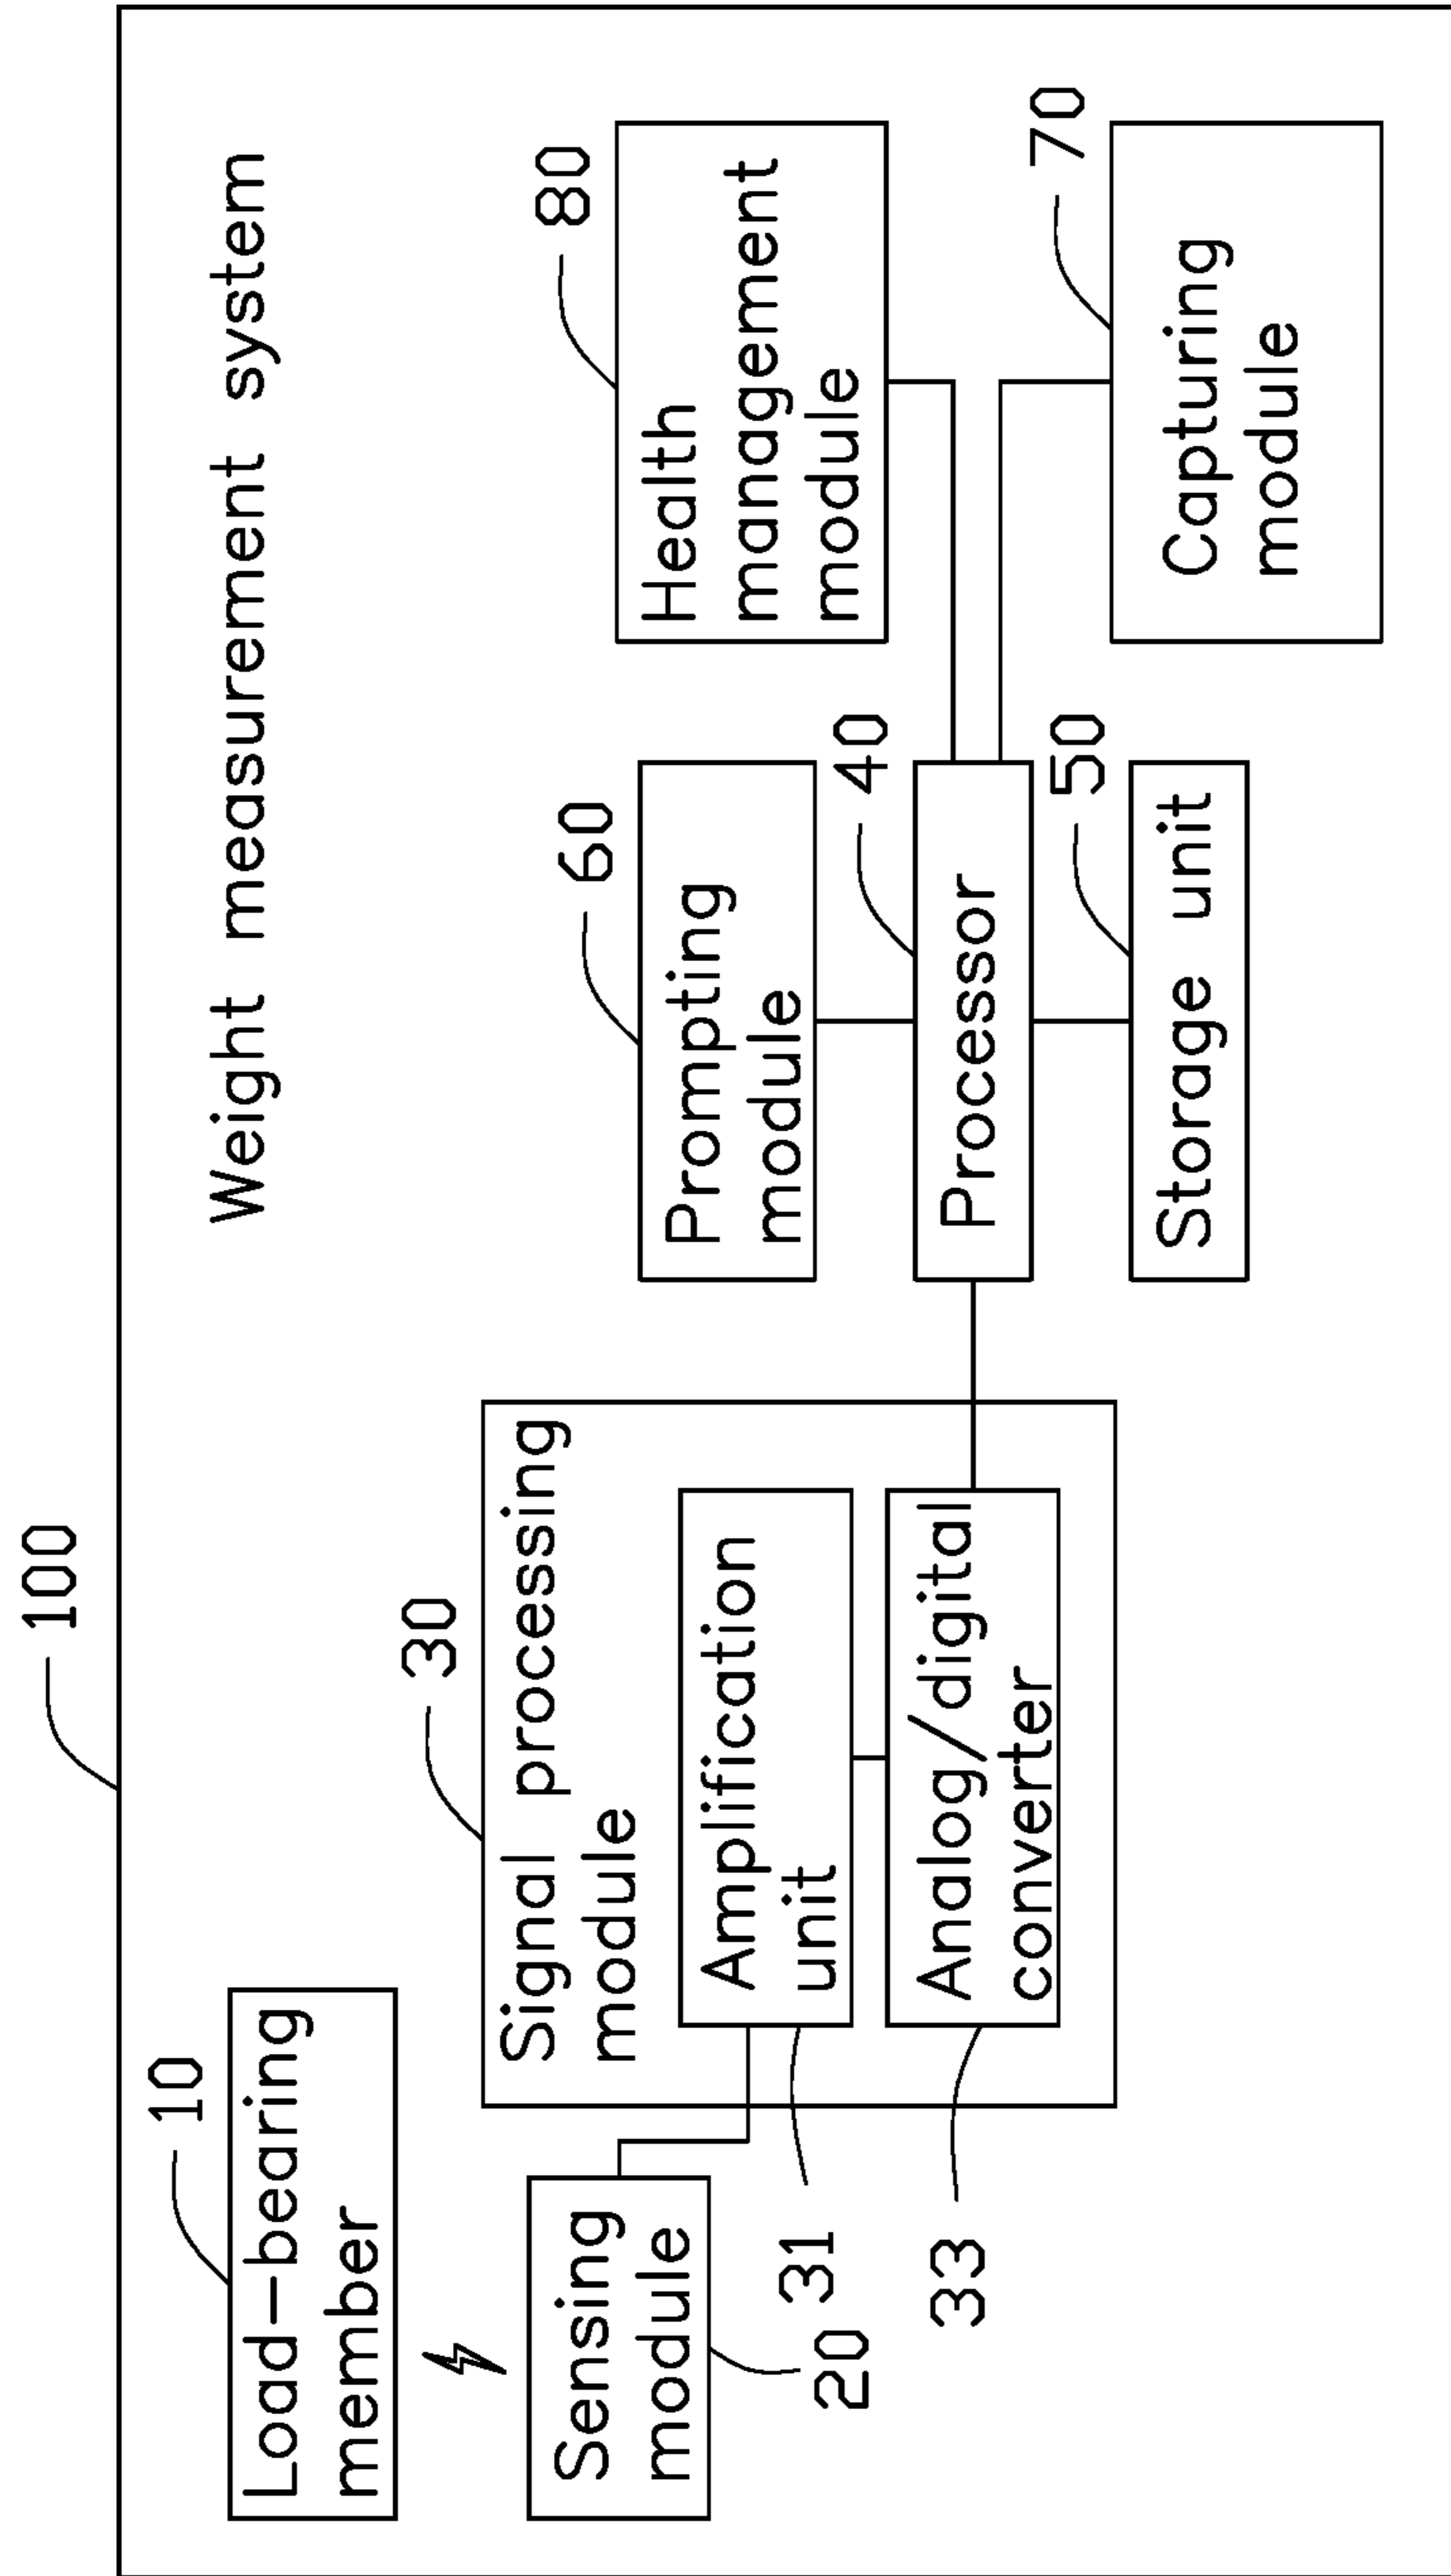 100
Weight measurement system
10
Load-bearing
member
30
Signal processing
module
60
Prompting
module
80
Health
management
module
Sensing
module
20
Amplification
unit
31
Analog/digital
converter
33
40
Processor
50
Storage unit
70
Capturing
module